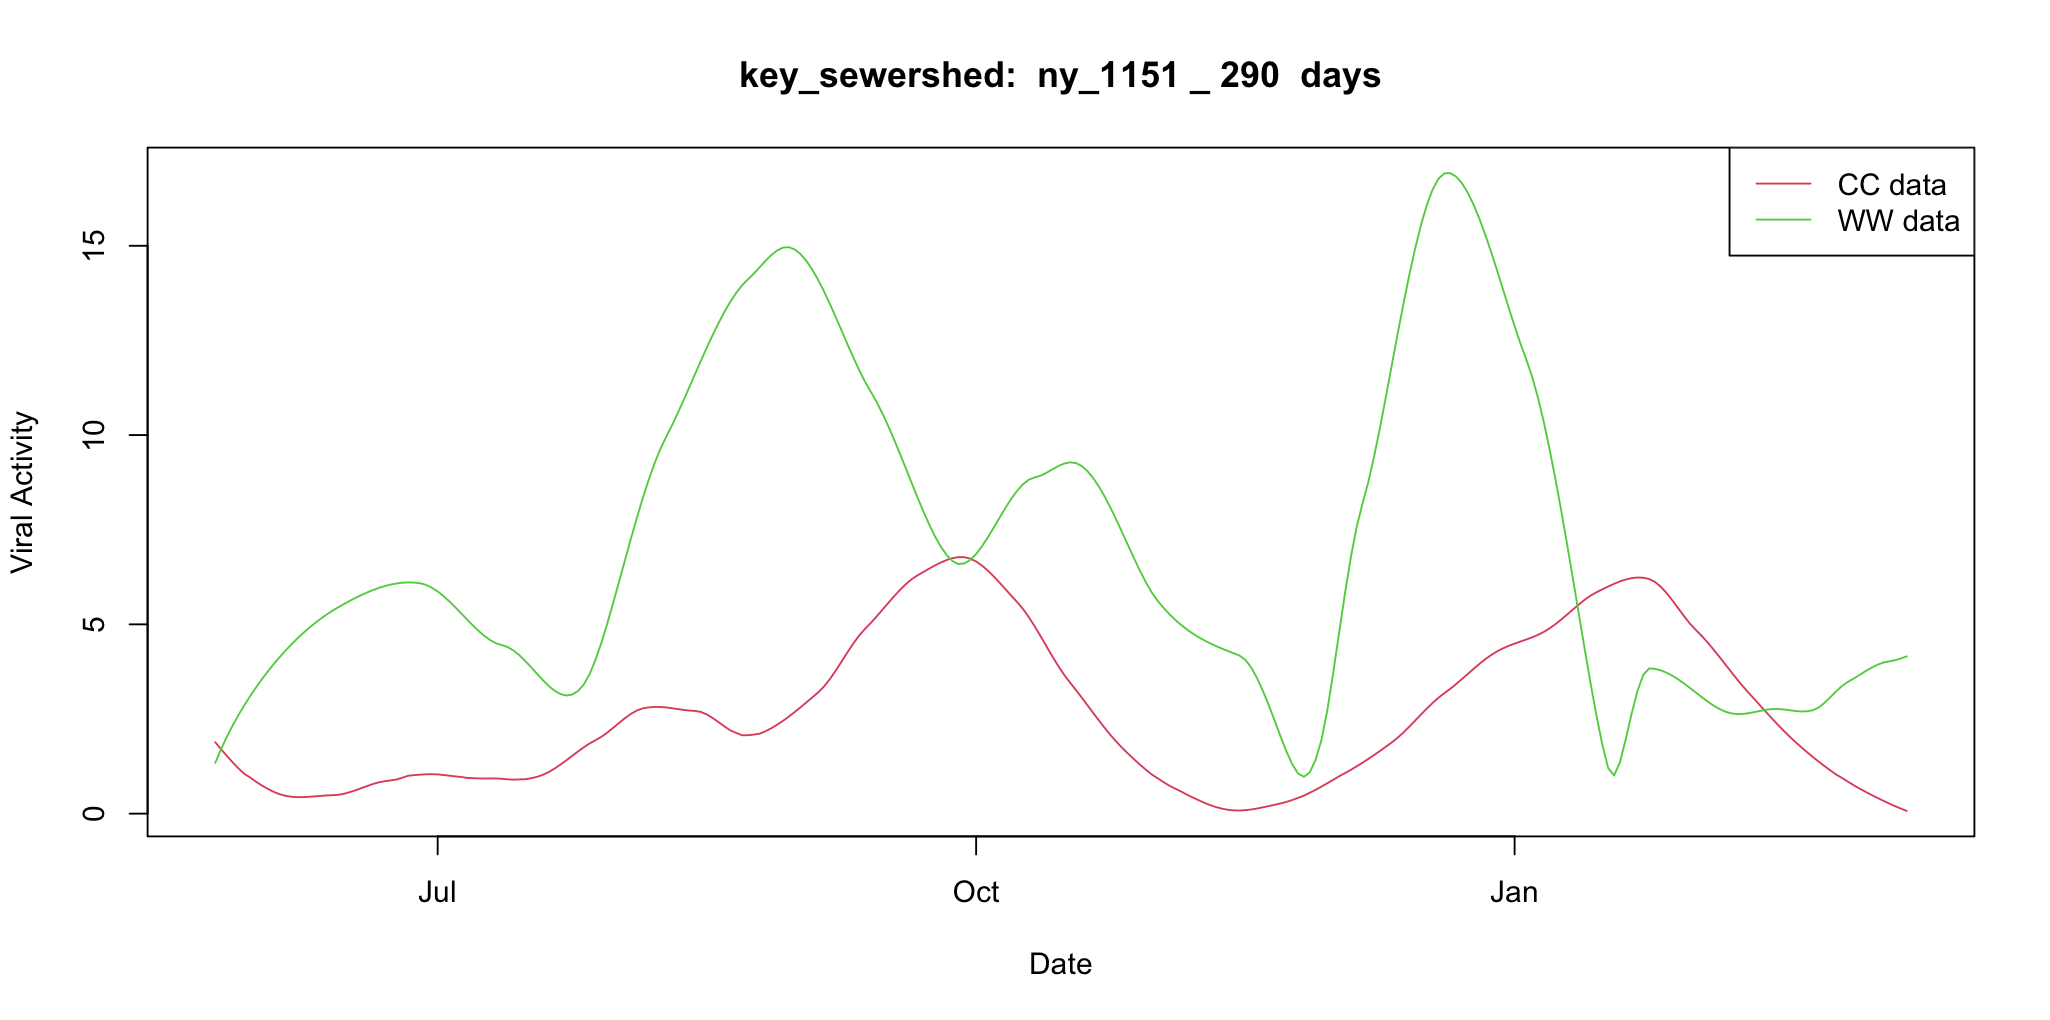 key_sewershed: ny_1151 _ 290 days
CC data
WW data
Viral Activity
15
10
5
0
Jul
Oct
Jan
Date